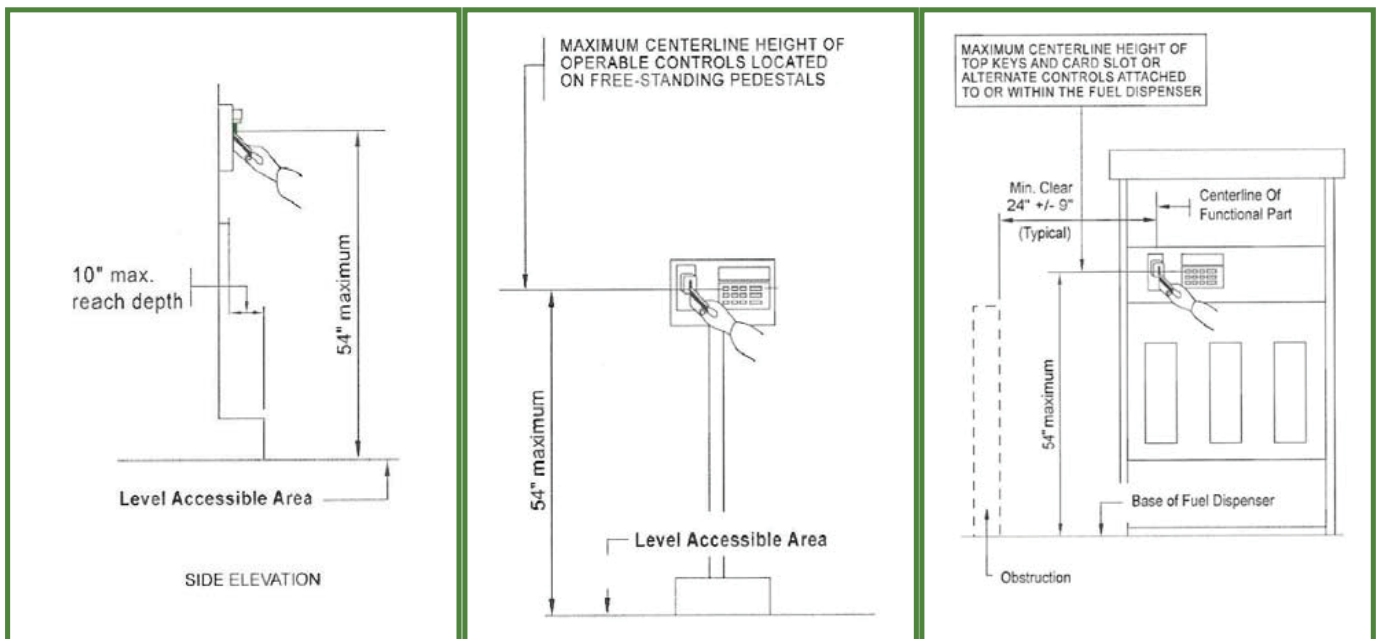 10" max.
reach depth
54" maximum
Level Accessible Area
SIDE ELEVATION
MAXIMUM CENTERLINE HEIGHT OF
OPERABLE CONTROLS LOCATED
ON FREE-STANDING PEDESTALS
54" maximum
Level Accessible Area
MAXIMUM CENTERLINE HEIGHT OF
TOP KEYS AND CARD SLOT OR
ALTERNATE CONTROLS ATTACHED
TO OR WITHIN THE FUEL DISPENSER
Min. Clear
24" +/- 9"
(Typical)
Centerline Of
Functional Part
54" maximum
Base of Fuel Dispenser
Obstruction